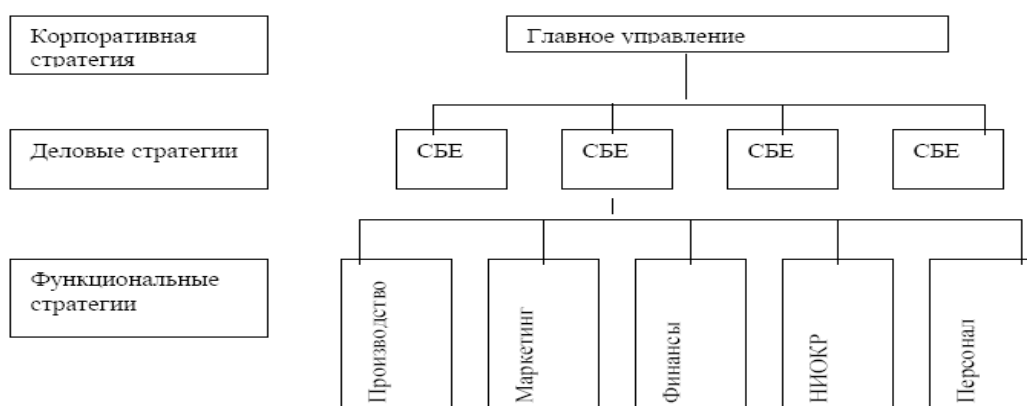 Корпоративная
стратегия
Главное управление
Деловые стратегии
СБЕ
СБЕ
СБЕ
СБЕ
Функциональные
стратегии
Производство
Маркетинг
Финансы
НИОКР
Персонал